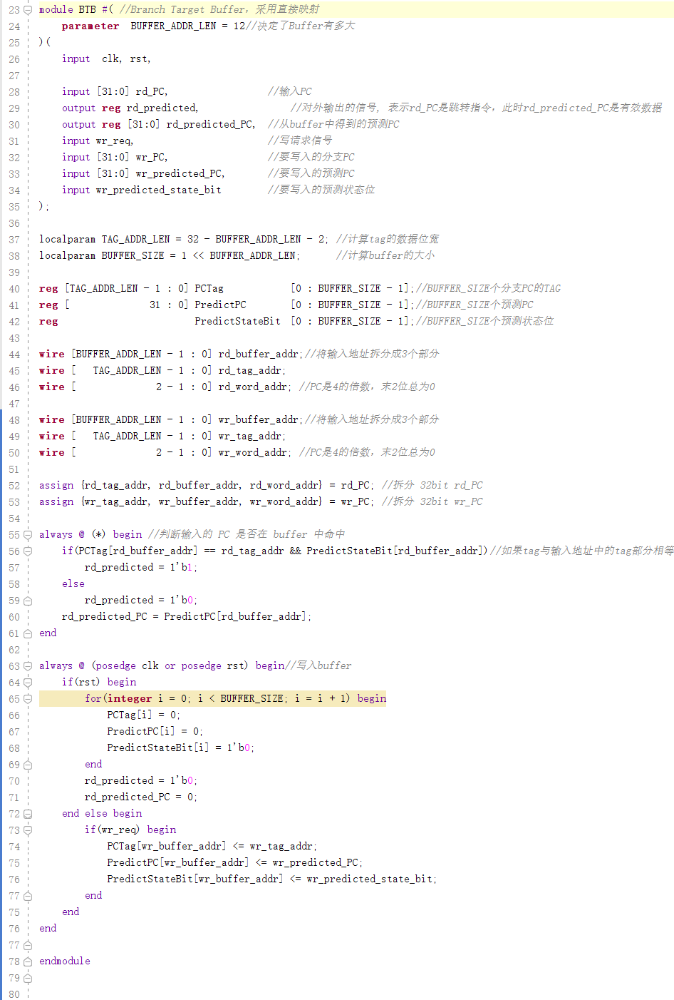 23 module BTB #( //Branch Target Buffer，采用直接映射
24     parameter  BUFFER_ADDR_LEN = 12//决定了Buffer有多大
25 )(
26     input  clk, rst,
27
28     input [31:0] rd_PC,                  //输入PC
29     output reg rd_predicted,                 //对外输出的信号, 表示rd_PC是跳转指令，此时rd_predicted_PC是有效数据
30     output reg [31:0] rd_predicted_PC,  //从buffer中得到的预测PC
31     input wr_req,                        //写请求信号
32     input [31:0] wr_PC,                  //要写入的分支PC
33     input [31:0] wr_predicted_PC,        //要写入的预测PC
34     input wr_predicted_state_bit         //要写入的预测状态位
35 );
36
37 localparam TAG_ADDR_LEN = 32 - BUFFER_ADDR_LEN - 2; //计算tag的数据位宽
38 localparam BUFFER_SIZE = 1 << BUFFER_ADDR_LEN;       //计算buffer的大小
39
40 reg [TAG_ADDR_LEN - 1 : 0] PCTag            [0 : BUFFER_SIZE - 1];//BUFFER_SIZE个分支PC的TAG
41 reg [              31 : 0] PredictPC        [0 : BUFFER_SIZE - 1];//BUFFER_SIZE个预测PC
42 reg                        PredictStateBit  [0 : BUFFER_SIZE - 1];//BUFFER_SIZE个预测状态位
43
44 wire [BUFFER_ADDR_LEN - 1 : 0] rd_buffer_addr;//将输入地址拆分成3个部分
45 wire [   TAG_ADDR_LEN - 1 : 0] rd_tag_addr;
46 wire [              2 - 1 : 0] rd_word_addr; //PC是4的倍数，末2位总为0
47
48 wire [BUFFER_ADDR_LEN - 1 : 0] wr_buffer_addr;//将输入地址拆分成3个部分
49 wire [   TAG_ADDR_LEN - 1 : 0] wr_tag_addr;
50 wire [              2 - 1 : 0] wr_word_addr; //PC是4的倍数，末2位总为0
51
52 assign {rd_tag_addr, rd_buffer_addr, rd_word_addr} = rd_PC; //拆分 32bit rd_PC
53 assign {wr_tag_addr, wr_buffer_addr, wr_word_addr} = wr_PC; //拆分 32bit wr_PC
54
55 always @ (*) begin //判断输入的 PC 是否在 buffer 中命中
56     if(PCTag[rd_buffer_addr] == rd_tag_addr && PredictStateBit[rd_buffer_addr])//如果tag与输入地址中的tag部分相等
57         rd_predicted = 1'b1;
58     else
59         rd_predicted = 1'b0;
60     rd_predicted_PC = PredictPC[rd_buffer_addr];
61 end
62
63 always @ (posedge clk or posedge rst) begin//写入buffer
64     if(rst) begin
65         for(integer i = 0; i < BUFFER_SIZE; i = i + 1) begin
66             PCTag[i] = 0;
67             PredictPC[i] = 0;
68             PredictStateBit[i] = 1'b0;
69         end
70         rd_predicted = 1'b0;
71         rd_predicted_PC = 0;
72     end else begin
73         if(wr_req) begin
74             PCTag[wr_buffer_addr] <= wr_tag_addr;
75             PredictPC[wr_buffer_addr] <= wr_predicted_PC;
76             PredictStateBit[wr_buffer_addr] <= wr_predicted_state_bit;
77         end
75     end
76 end
77
78 endmodule
79
80